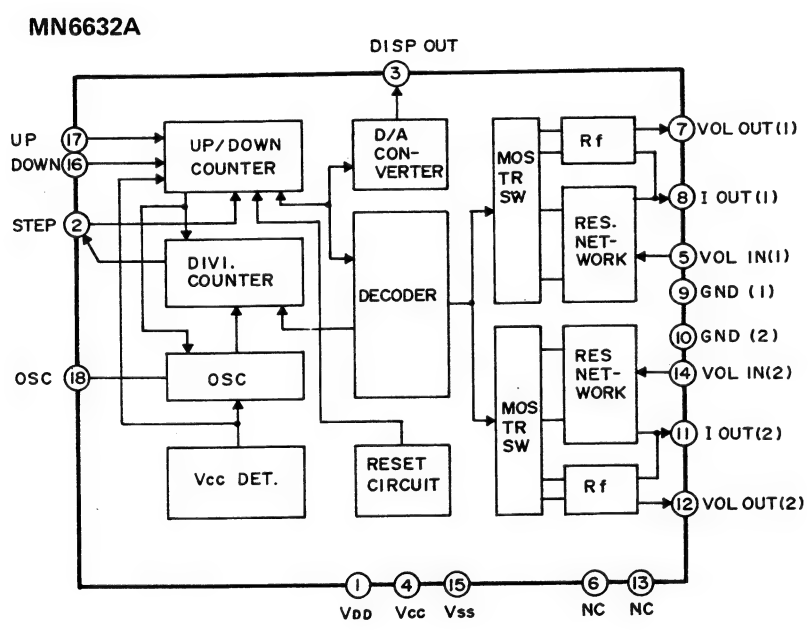 MN6632A
DISP OUT
3
UP
17
DOWN
16
STEP
2
OSC
18
UP/DOWN
COUNTER
DIVI.
COUNTER
OSC
Vcc DET.
D/A
CON-
VERTER
DECODER
RESET
CIRCUIT
MOS
TR
SW
Rf
RES.
NET-
WORK
MOS
TR
SW
RES
NET-
WORK
Rf
7 VOL OUT(1)
8 I OUT(1)
5 VOL IN(1)
9 GND (1)
10 GND (2)
14 VOL IN(2)
11 I OUT(2)
12 VOL OUT(2)
1 4 15 6 13
VDD Vcc Vss NC NC